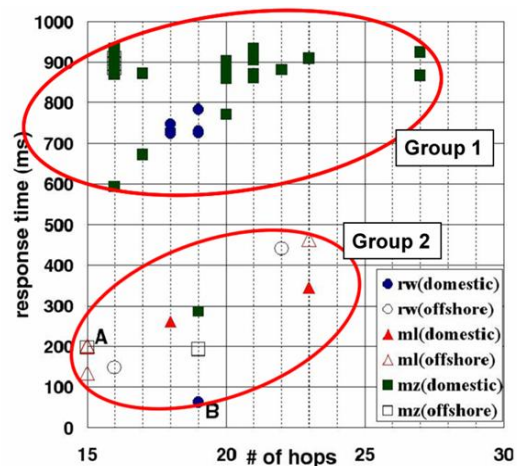 1000
900
800
700
600
500
400
300
200
100
0
response time (ms)
Group 1
Group 2
A
B
rw(domestic)
rw(offshore)
ml(domestic)
ml(offshore)
mz(domestic)
mz(offshore)
15
20
25
30
# of hops